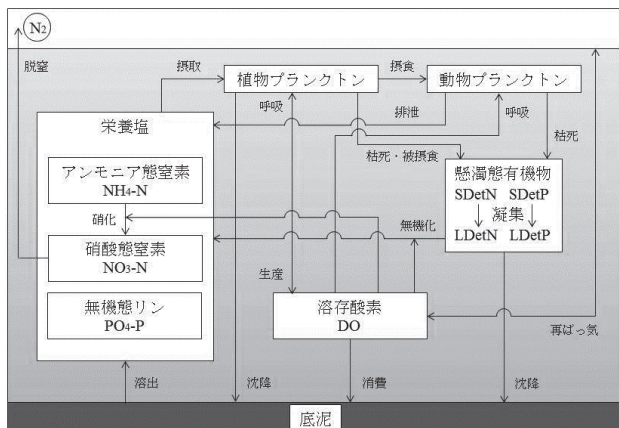 N2
脱窒
摂取
植物プランクトン
摂食
動物プランクトン
呼吸
排泄
呼吸
枯死
栄養塩
枯死・被摂食
懸濁態有機物
アンモニア態窒素
NH4-N
SDetN SDetP
凝集
LDetN LDetP
硝化
無機化
硝酸態窒素
NO3-N
生産
無機態リン
PO4-P
溶存酸素
DO
再ばっ気
溶出
沈降
消費
沈降
底泥